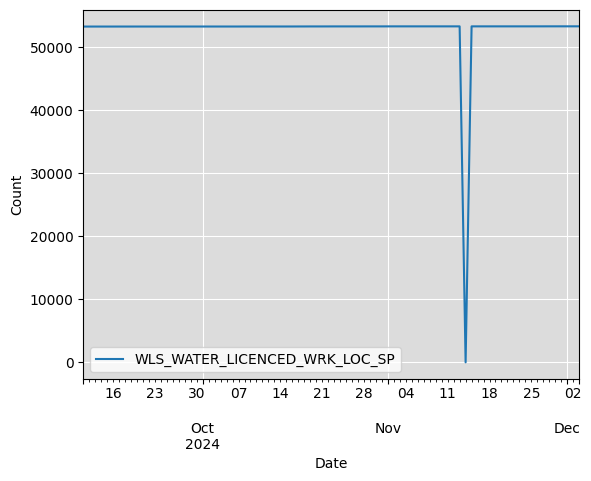 50000
40000
30000
20000
10000
0
Count
WLS_WATER_LICENCED_WRK_LOC_SP
16 23 30 07 14 21 28 04 11 18 25 02
Oct Nov Dec
2024
Date